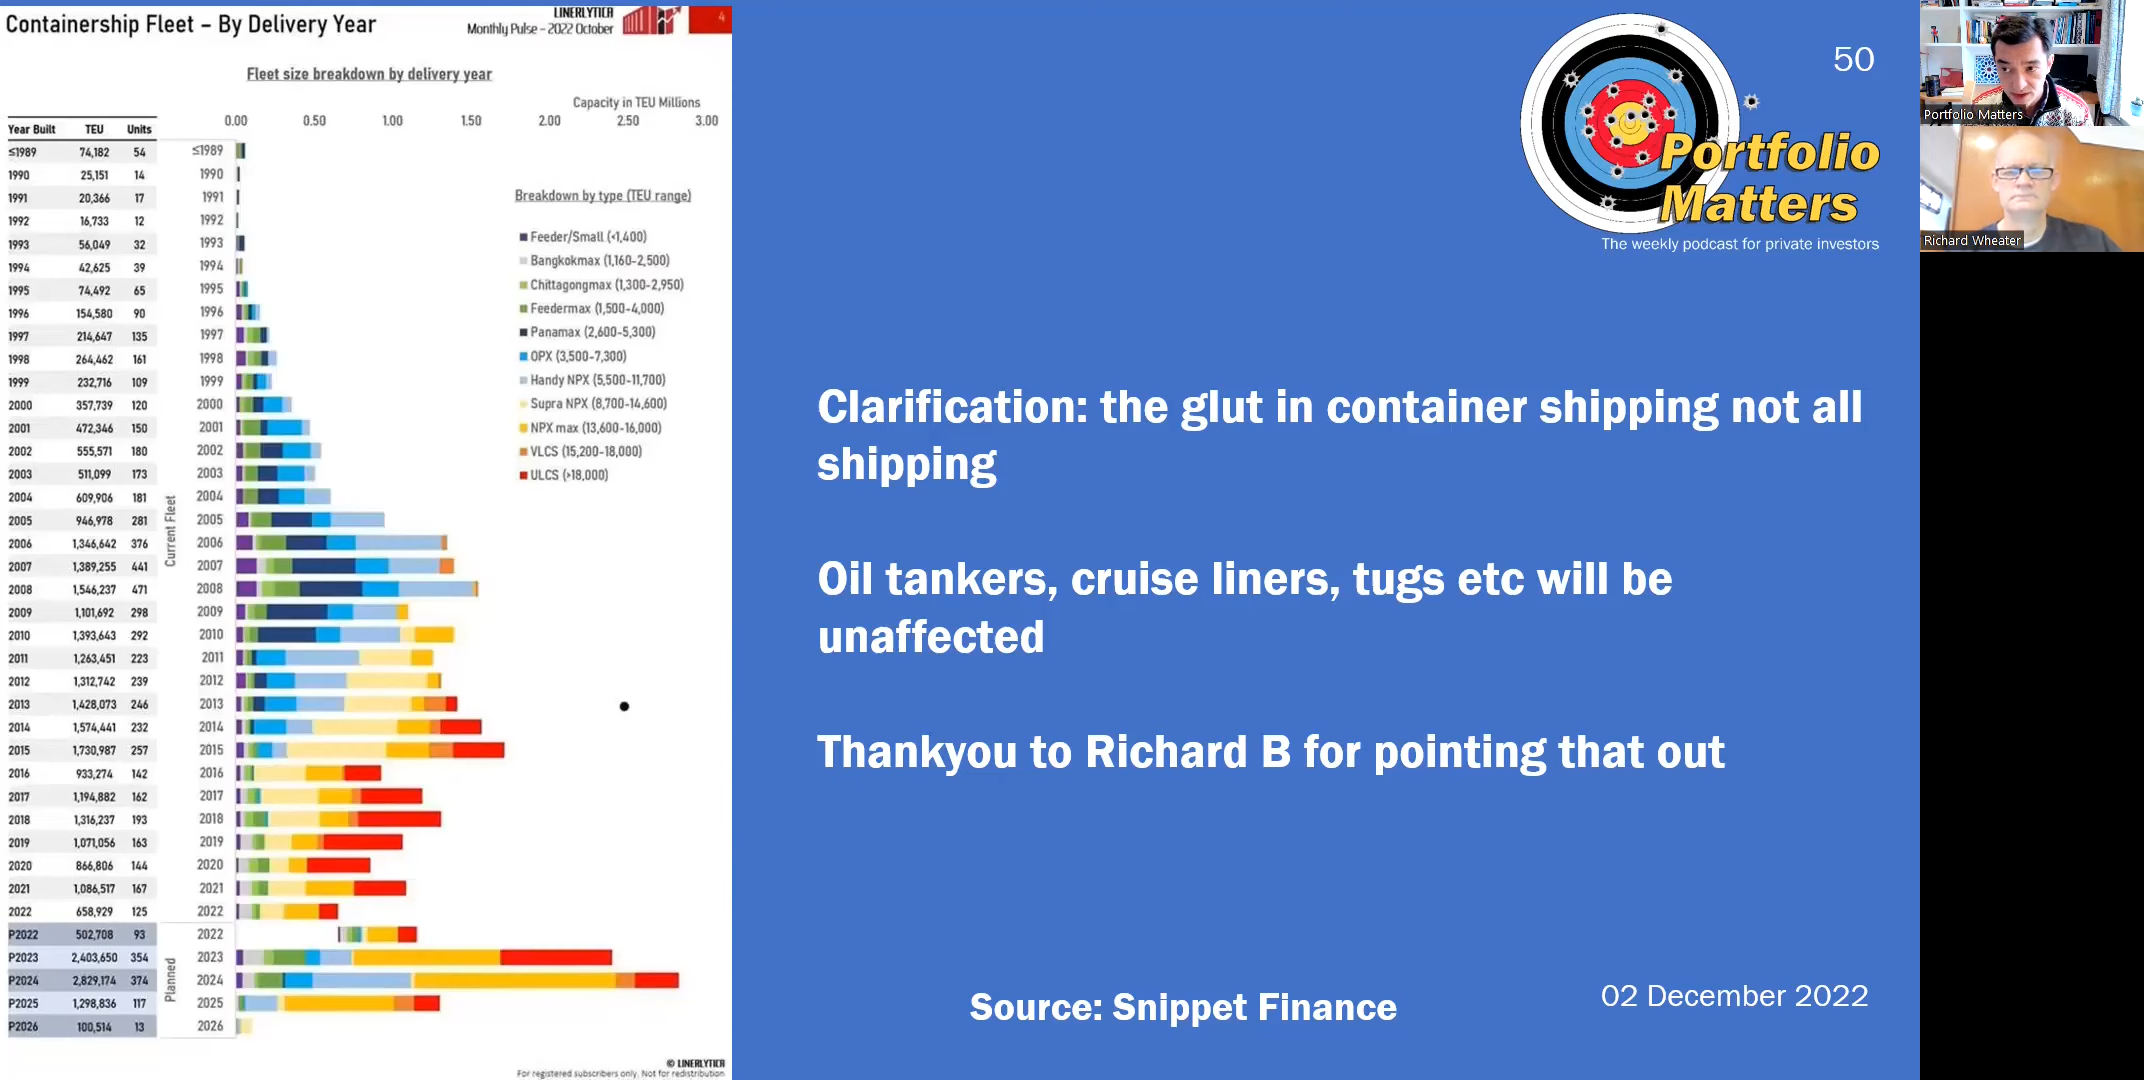 Containership Fleet – By Delivery Year
LINERLYTICA
Monthly Pulse – 2022 October
4
Fleet size breakdown by delivery year
Capacity in TEU Millions
0.00 0.50 1.00 1.50 2.00 2.50 3.00
Year Built TEU Units
≤1989 74,182 54 ≤1989
1990 25,151 14 1990
1991 20,366 17 1991
1992 16,733 12 1992
1993 56,049 32 1993
1994 42,625 39 1994
1995 74,492 65 1995
1996 154,580 90 1996
1997 214,647 135 1997
1998 264,462 161 1998
1999 232,716 109 1999
2000 357,739 120 2000
2001 472,346 150 2001
2002 555,571 180 2002
2003 511,099 173 2003
2004 609,906 181 2004
2005 946,978 281 2005
2006 1,346,642 376 2006
2007 1,389,255 441 2007
2008 1,546,237 471 2008
2009 1,101,692 298 2009
2010 1,393,643 292 2010
2011 1,263,451 223 2011
2012 1,312,742 239 2012
2013 1,428,073 246 2013
2014 1,574,441 232 2014
2015 1,730,987 257 2015
2016 933,274 142 2016
2017 1,194,882 162 2017
2018 1,316,237 193 2018
2019 1,071,056 163 2019
2020 866,806 144 2020
2021 1,086,517 167 2021
2022 658,929 125 2022
P2022 502,708 93 2022
P2023 2,403,650 354 2023
P2024 2,829,174 374 2024
P2025 1,298,836 117 2025
P2026 100,514 13 2026
Current Fleet
Planned
Breakdown by type (TEU range)
Feeder/Small (<1,400)
Bangkokmax (1,160-2,500)
Chittagongmax (1,300-2,950)
Feedermax (1,500-4,000)
Panamax (2,600-5,300)
OPX (3,500-7,300)
Handy NPX (5,500-11,700)
Supra NPX (8,700-14,600)
NPX max (13,600-16,000)
VLCS (15,200-18,000)
ULCS (>18,000)
© LINERLYTICA
For registered subscribers only. Not for redistribution
50
Portfolio
Matters
The weekly podcast for private investors
Clarification: the glut in container shipping not all
shipping
Oil tankers, cruise liners, tugs etc will be
unaffected
Thankyou to Richard B for pointing that out
Source: Snippet Finance
02 December 2022
Portfolio Matters
Richard Wheater